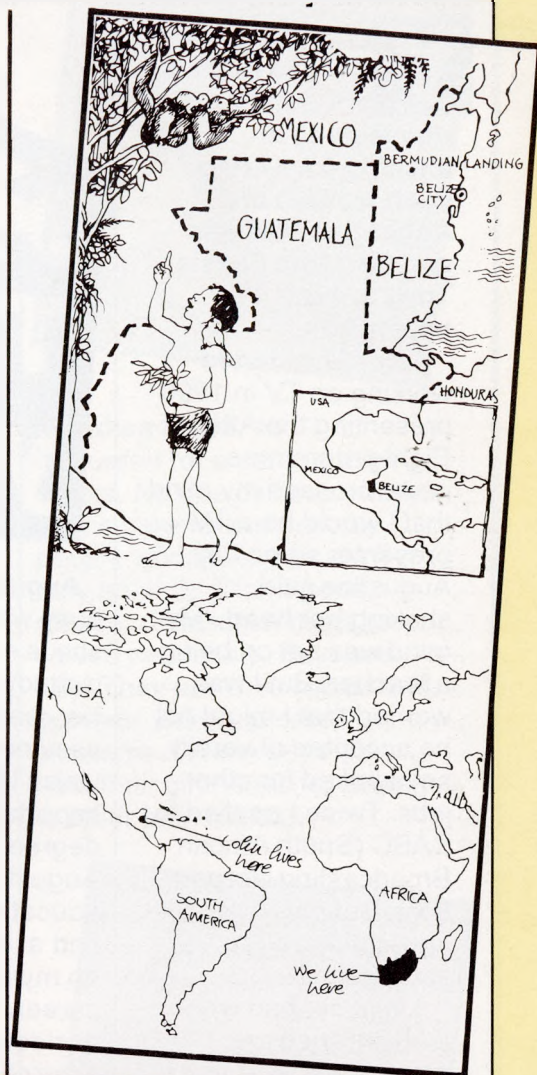 MEXICO
BERMUDIAN LANDING
BELIZE
CITY
GUATEMALA
BELIZE
HONDURAS
USA
MEXICO
BELIZE
USA
Colin lives
here
SOUTH
AMERICA
AFRICA
We live
here